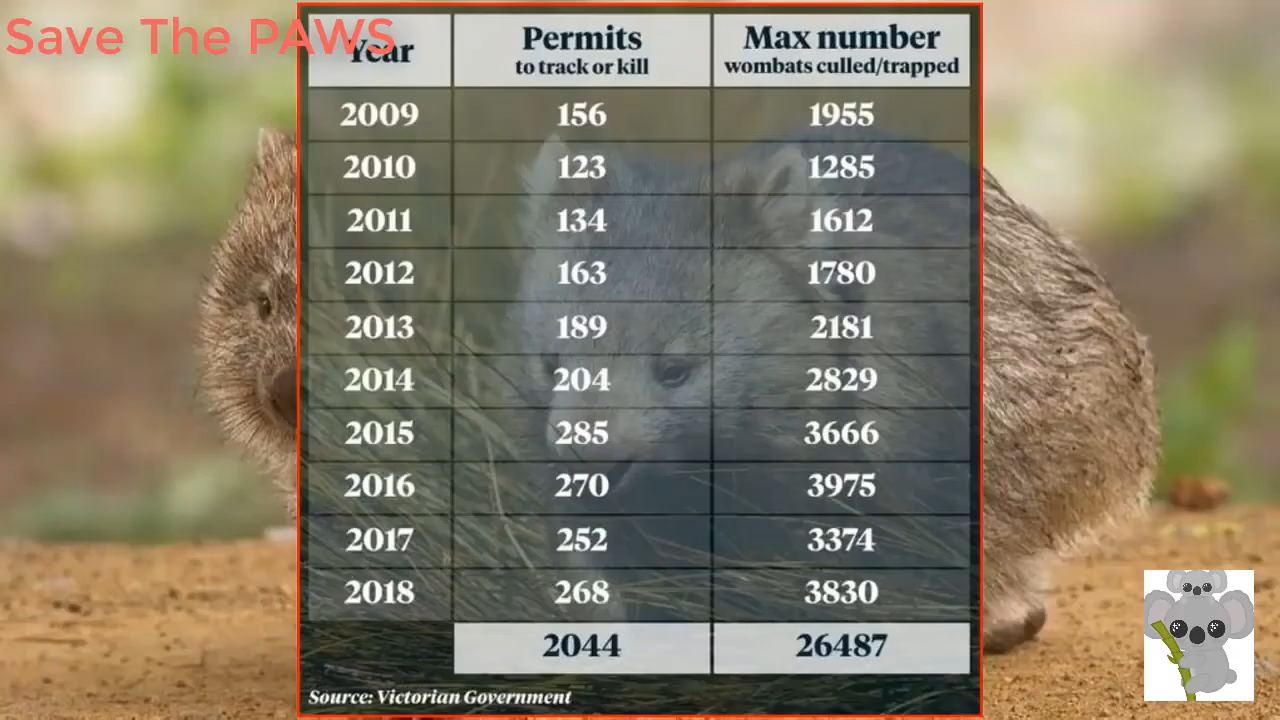 Save The PAWS
Year Permits Max number
to track or kill wombats culled/trapped
2009 156 1955
2010 123 1285
2011 134 1612
2012 163 1780
2013 189 2181
2014 204 2829
2015 285 3666
2016 270 3975
2017 252 3374
2018 268 3830
2044 26487
Source: Victorian Government